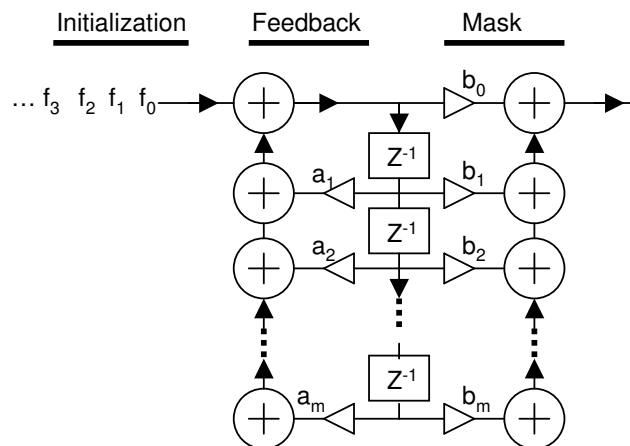 Initialization Feedback Mask
... f3 f2 f1 f0 b0
Z-1
a1 b1
Z-1
a2 b2
Z-1
am bm